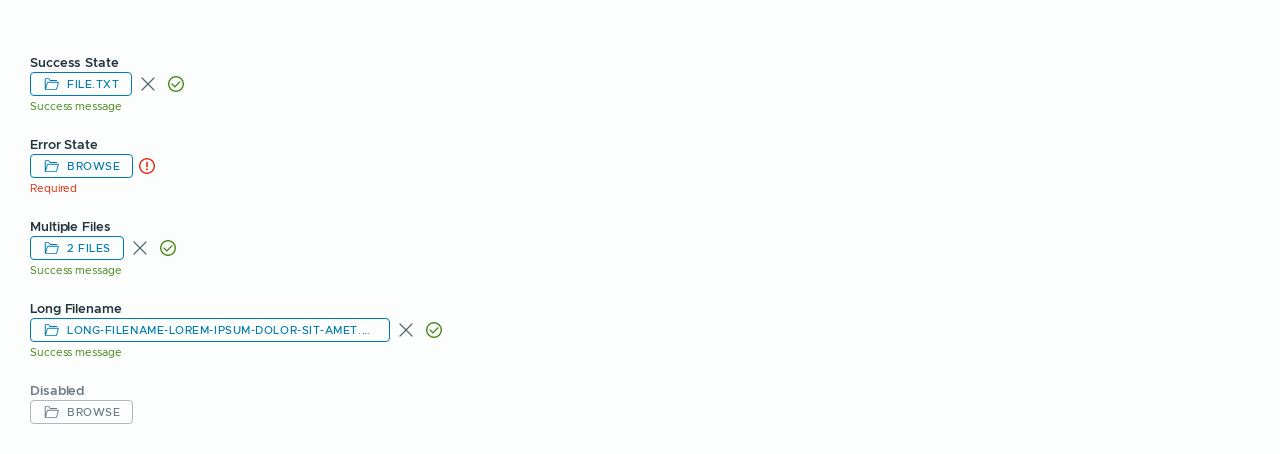 Success State
FILE.TXT
Success message
Error State
BROWSE
Required
Multiple Files
2 FILES
Success message
Long Filename
LONG-FILENAME-LOREM-IPSUM-DOLOR-SIT-AMET.…
Success message
Disabled
BROWSE